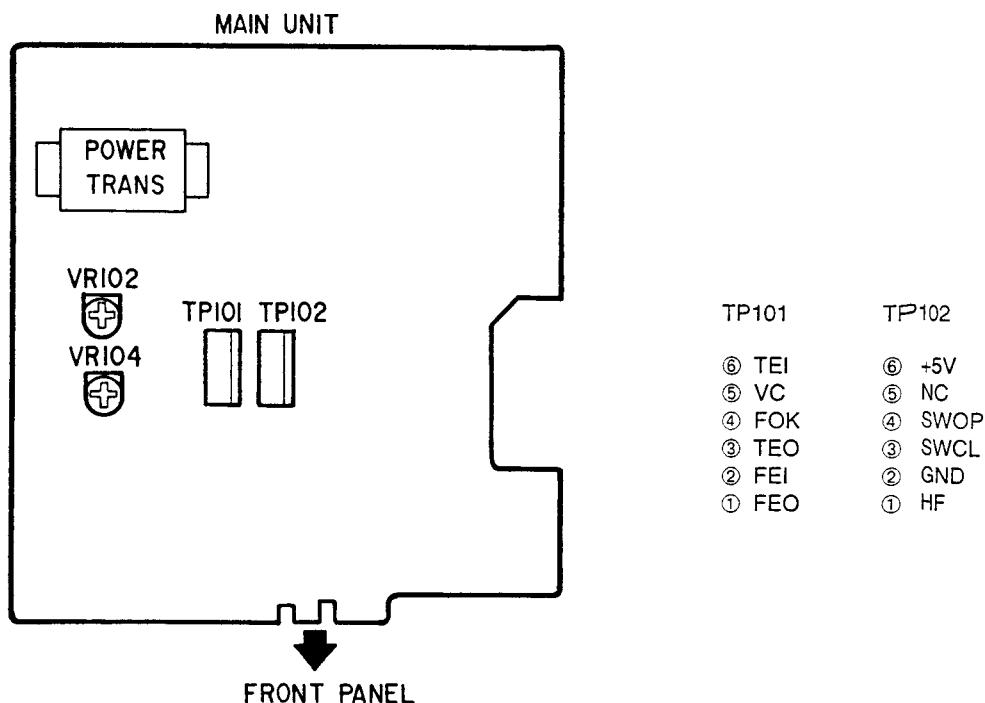 MAIN UNIT
POWER
TRANS
VR102
TP101 TP102
VR104
FRONT PANEL
TP101 TP102
⑥ TEI ⑥ +5V
⑤ VC ⑤ NC
④ FOK ④ SWOP
③ TEO ③ SWCL
② FEI ② GND
① FEO ① HF